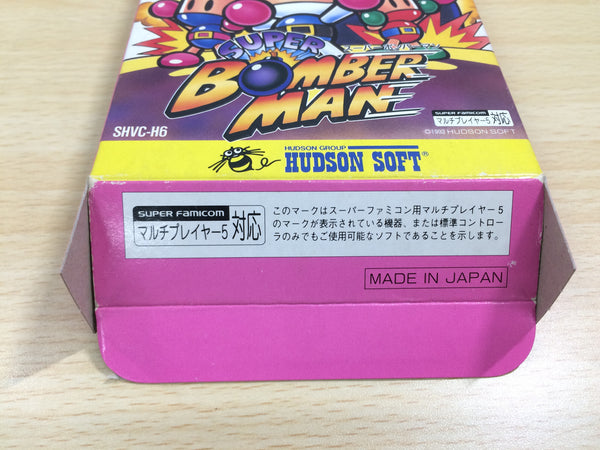 SUPER
スーパーボンバーマン
BOMBER
MAN
SHVC-H6
SUPER FAMICOM
マルチプレイヤー5 対応
©1993 HUDSON SOFT
HUDSON GROUP
HUDSON SOFT®
SUPER FAMICOM
マルチプレイヤー5 対応
このマークはスーパーファミコン用マルチプレイヤー5
のマークが表示されている機器、または標準コントロー
ラのみでもご使用可能なソフトであることを示します。
MADE IN JAPAN